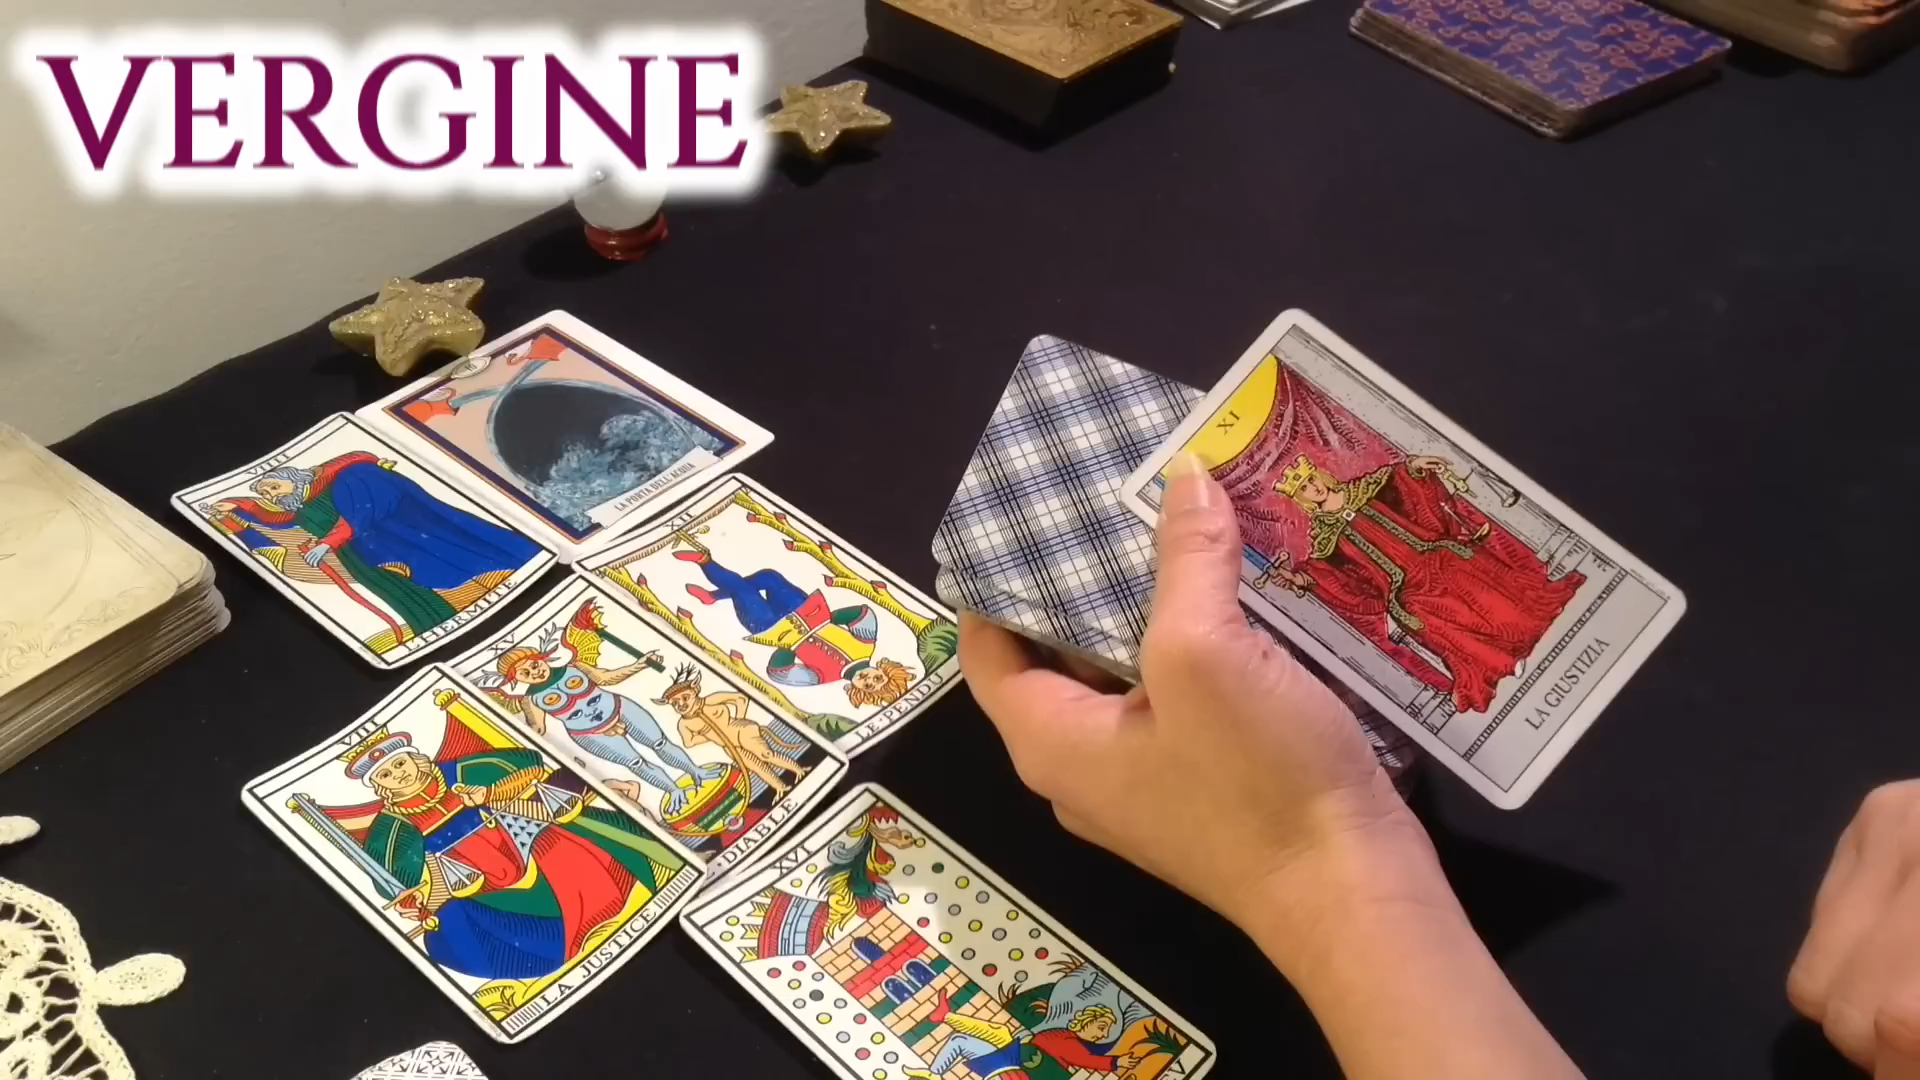 VERGINE
XI
LA GIUSTIZIA
10
LA PORTA DELL'ACQUA
VIIII
L'HERMITE
XII
LE·PENDU
XV
·DIABLE·
VIII
LA JUSTICE
XVI